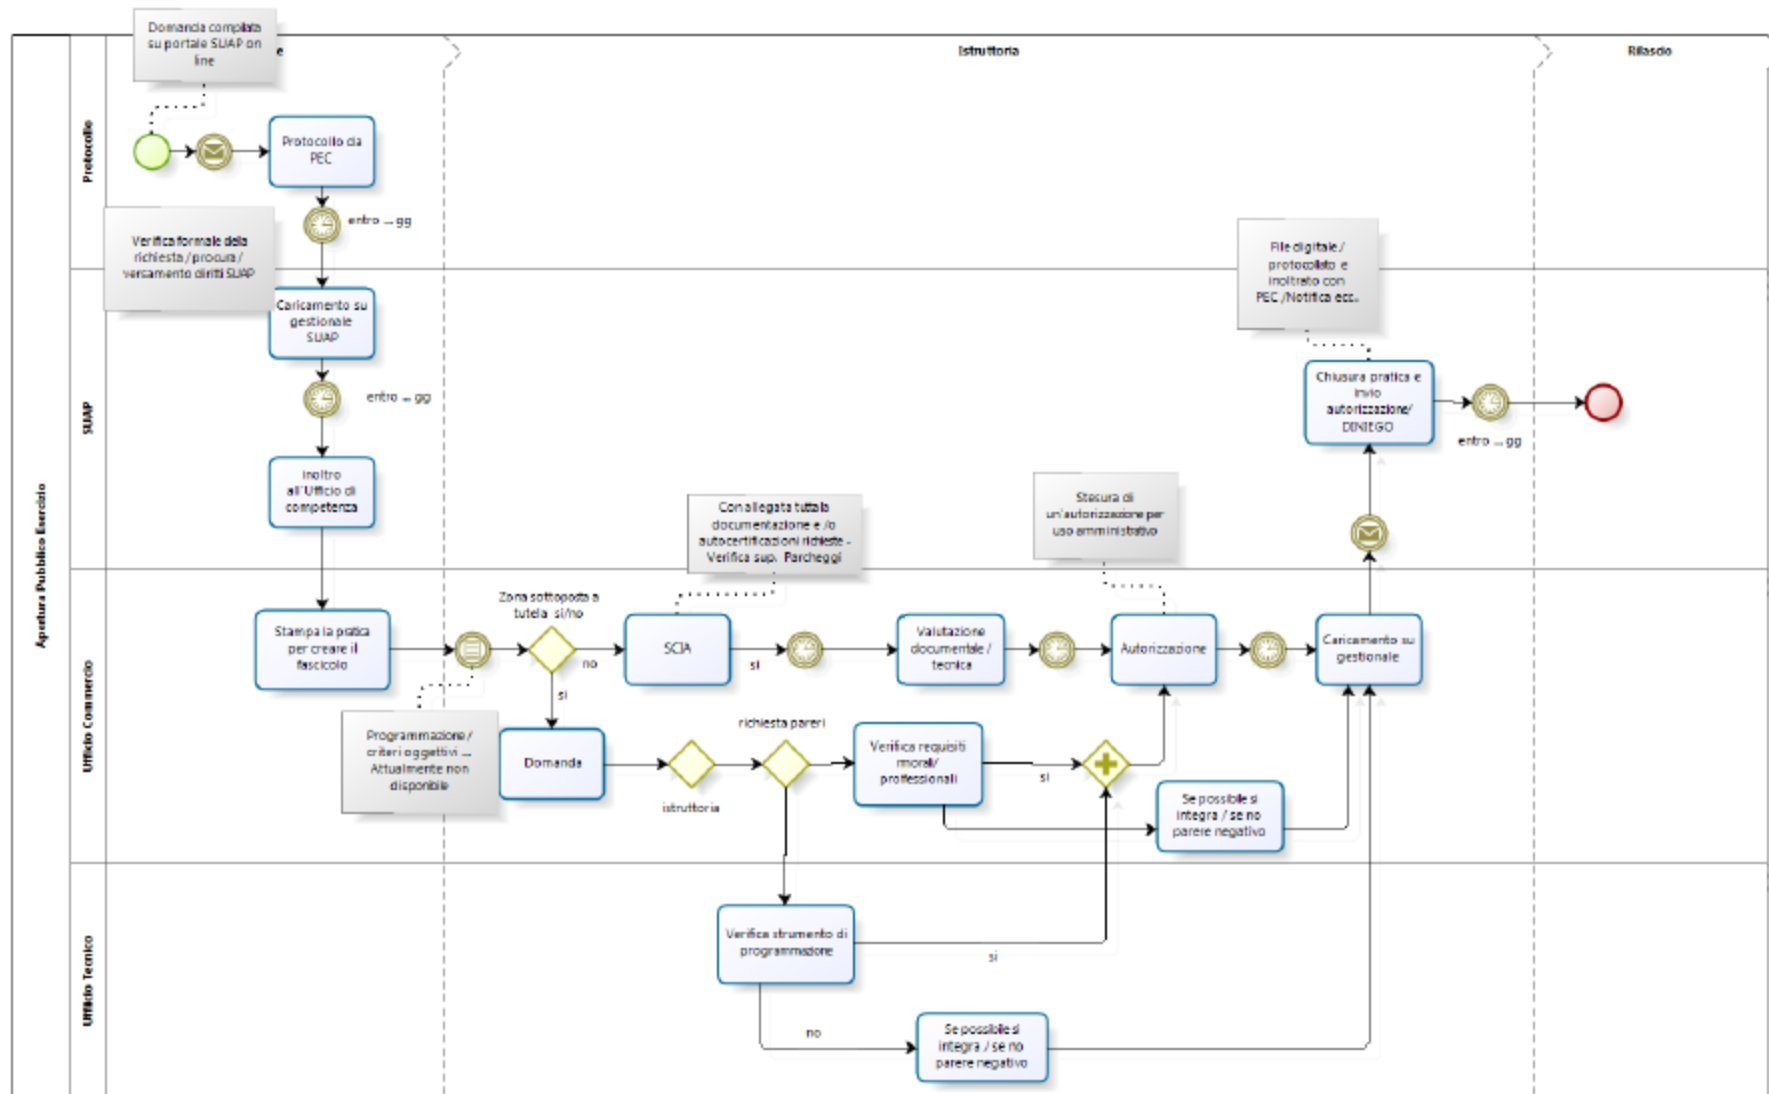 Domanda compilata
su portale SUAP on
line
Istruttoria
Rilascio
Apertura Pubblico Esercizio
Protocollo
Protocollo da
PEC
entro ... gg
Verifica formale della
richiesta / procura /
versamento diritti SUAP
SUAP
Caricamento su
gestionale
SUAP
entro ... gg
inoltro
all'Ufficio di
competenza
File digitale /
protocollato e
inoltrato con
PEC /Notifica ecc..
Chiusura pratica e
invio
autorizzazione/
DINIEGO
entro ... gg
Con allegata tutta la
documentazione e /o
autocertificazioni richieste -
Verifica sup. Parcheggi
Stesura di
un'autorizzazione per
uso amministrativo
Ufficio Commercio
Stampa la pratica
per creare il
fascicolo
Zona sottoposta a
tutela si/no
no
si
SCIA
si
Valutazione
documentale /
tecnica
Autorizzazione
Caricamento su
gestionale
Programmazione /
criteri oggettivi ...
Attualmente non
disponibile
Domanda
istruttoria
richiesta pareri
Verifica requisiti
morali/
professionali
si
Se possibile si
integra / se no
parere negativo
Ufficio Tecnico
Verifica strumento di
programmazione
si
no
Se possibile si
integra / se no
parere negativo